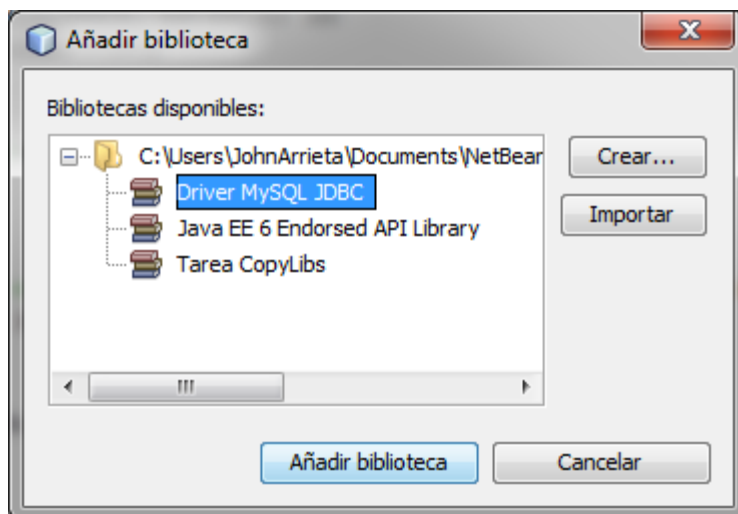 Añadir biblioteca
Bibliotecas disponibles:
C:\Users\JohnArrieta\Documents\NetBear
Crear...
Driver MySQL JDBC
Importar
Java EE 6 Endorsed API Library
Tarea CopyLibs
Añadir biblioteca
Cancelar